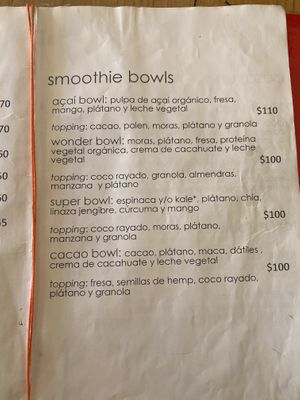 smoothie bowls
açaí bowl: pulpa de açaí orgánico, fresa,
mango, plátano y leche vegetal
$110
topping: cacao, polen, moras, plátano y granola
wonder bowl: moras, plátano, fresa, proteína
vegetal orgánica, crema de cacahuate y leche
vegetal
$100
topping: coco rayado, granola, almendras,
manzana y plátano
super bowl: espinaca y/o kale*, plátano, chía,
linaza jengibre, cúrcuma y mango
$100
topping: coco rayado, moras, plátano,
manzana y granola
cacao bowl: cacao, plátano, maca, dátiles ,
crema de cacahuate y leche vegetal
$100
topping: fresa, semillas de hemp, coco rayado,
plátano y granola
70
70